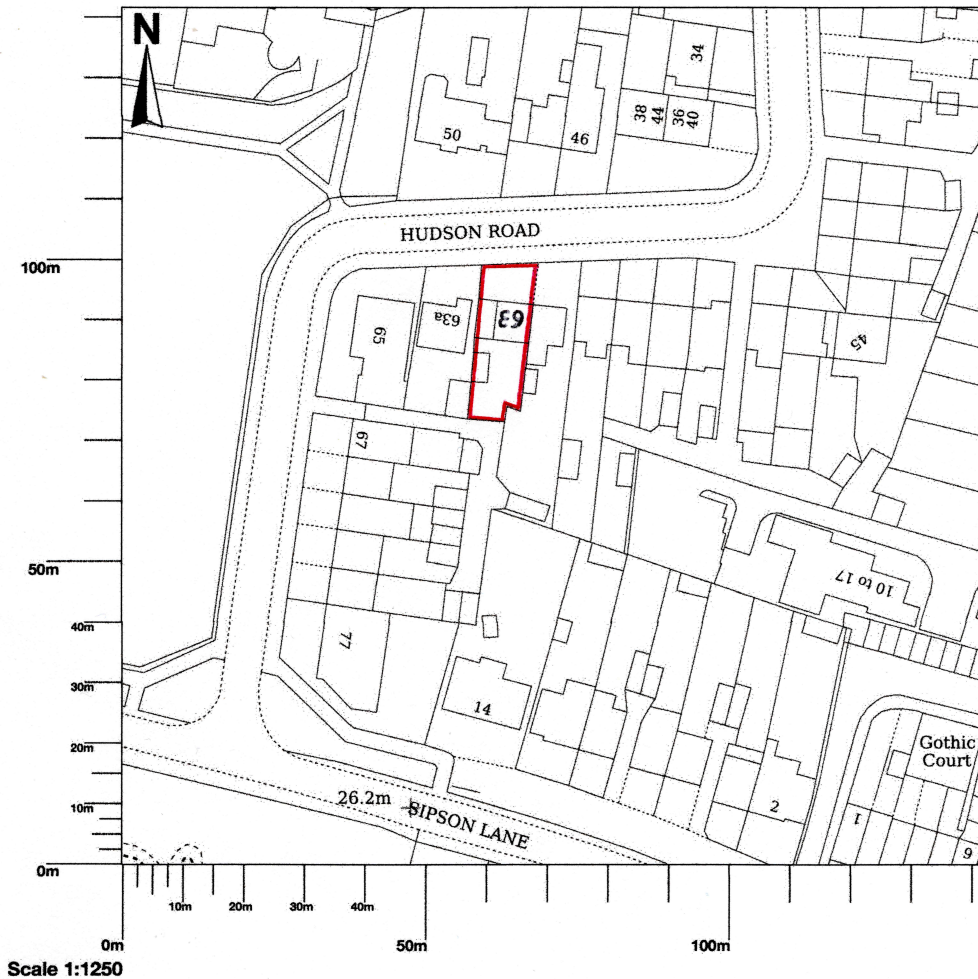 N
34
38
44
36
40
50
46
HUDSON ROAD
100m
63
63a
65
45
67
50m
10 to 17
40m
77
30m
14
20m
Gothic
Court
26.2m
10m
SIPSON LANE
2
1
9
0m
10m 20m 30m 40m
0m 50m 100m
Scale 1:1250